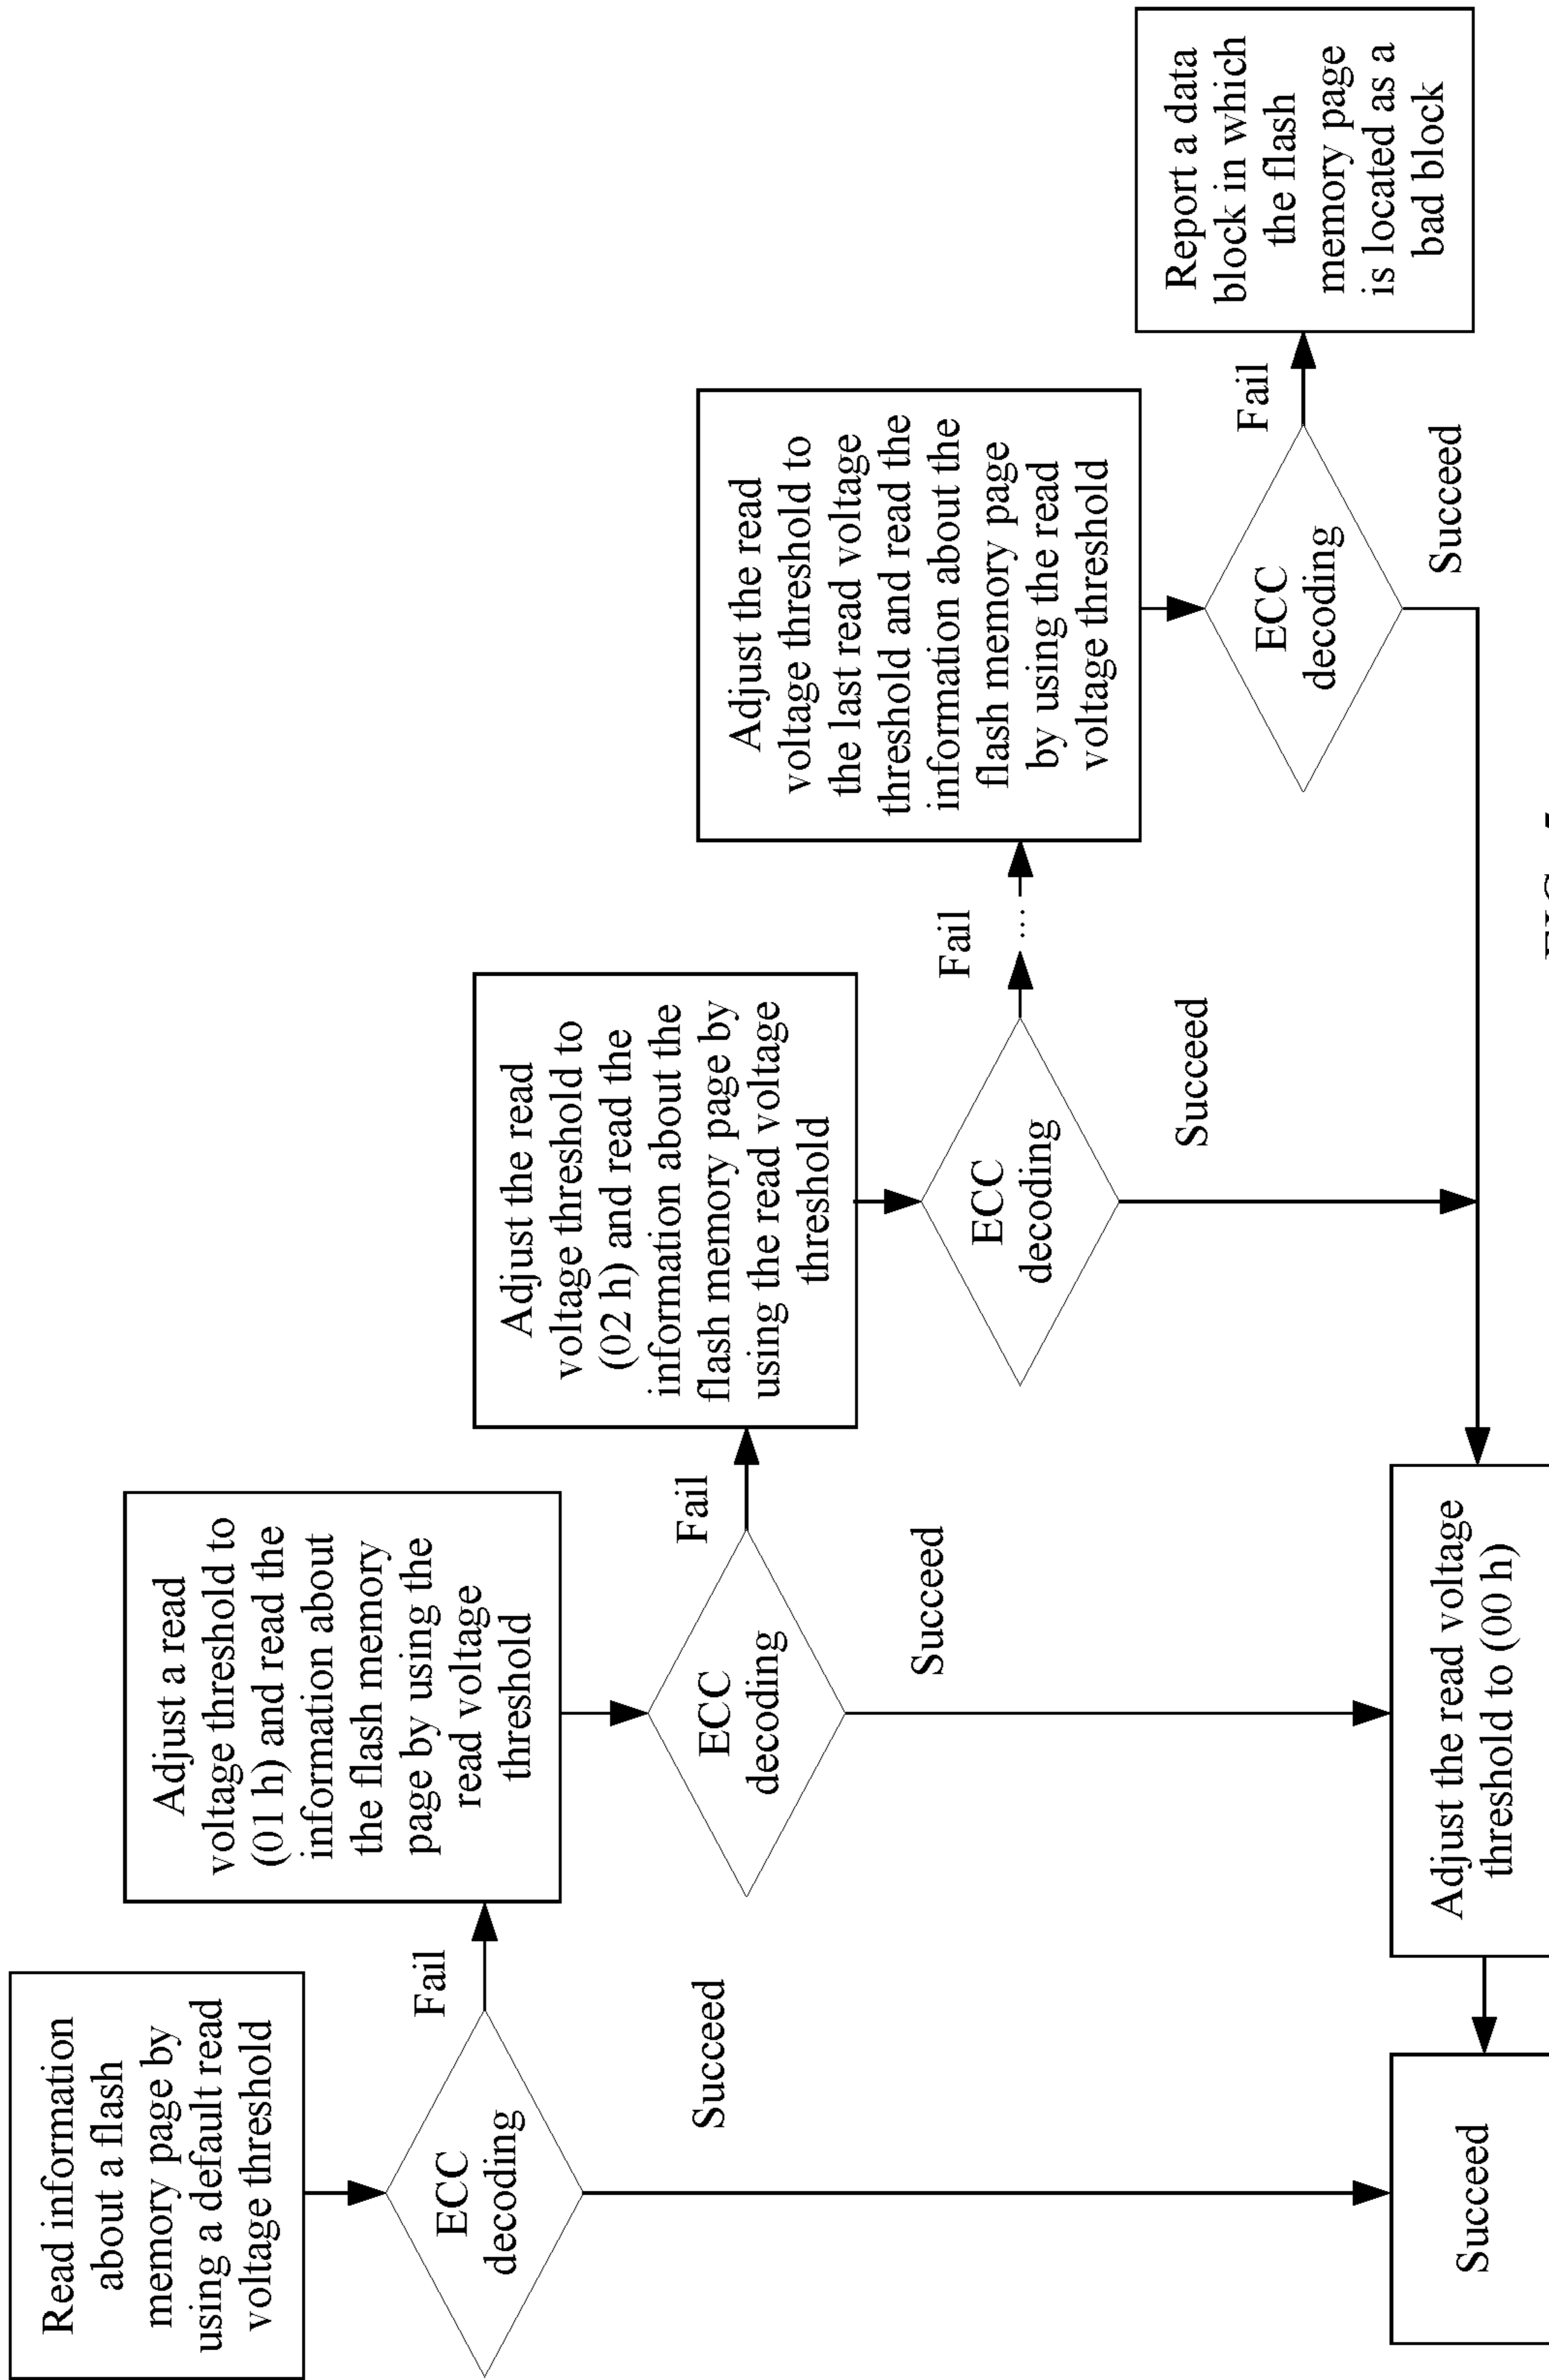 Read information
about a flash
memory page by
using a default read
voltage threshold
ECC
decoding
Fail
Succeed
Adjust a read
voltage threshold to
(01 h) and read the
information about
the flash memory
page by using the
read voltage
threshold
ECC
decoding
Fail
Succeed
Adjust the read
voltage threshold to
(02 h) and read the
information about the
flash memory page by
using the read voltage
threshold
ECC
decoding
Fail
...
Succeed
Adjust the read
voltage threshold to
the last read voltage
threshold and read the
information about the
flash memory page
by using the read
voltage threshold
ECC
decoding
Fail
Succeed
Report a data
block in which
the flash
memory page
is located as a
bad block
Succeed
Adjust the read voltage
threshold to (00 h)